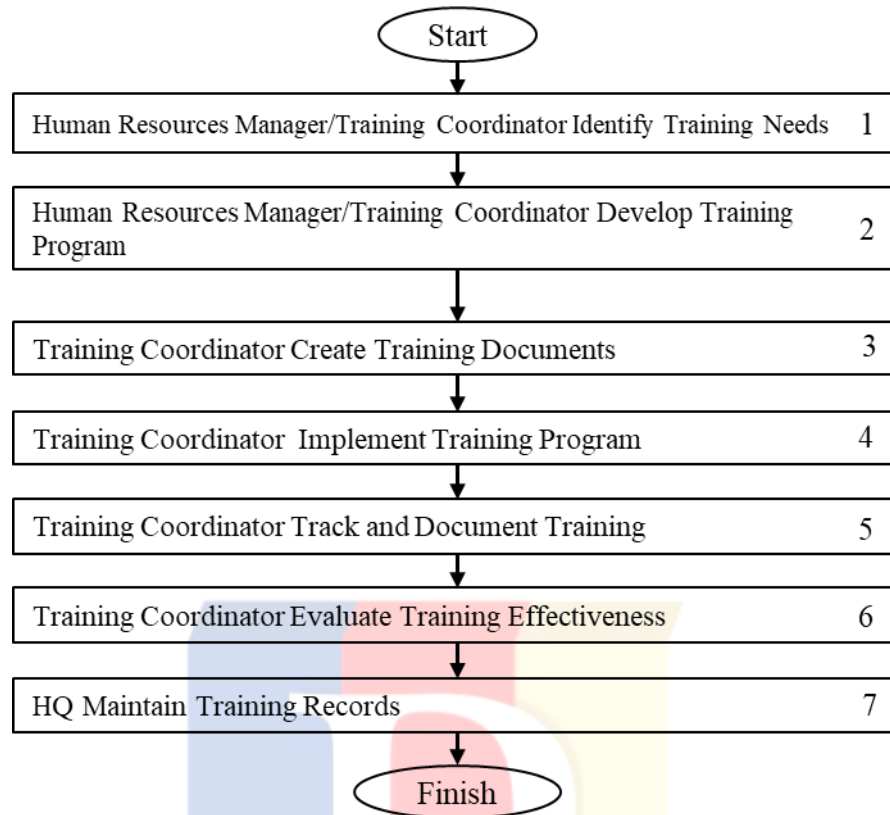 Start
Human Resources Manager/Training Coordinator Identify Training Needs 1
Human Resources Manager/Training Coordinator Develop Training
Program 2
Training Coordinator Create Training Documents 3
Training Coordinator Implement Training Program 4
Training Coordinator Track and Document Training 5
Training Coordinator Evaluate Training Effectiveness 6
HQ Maintain Training Records 7
Finish